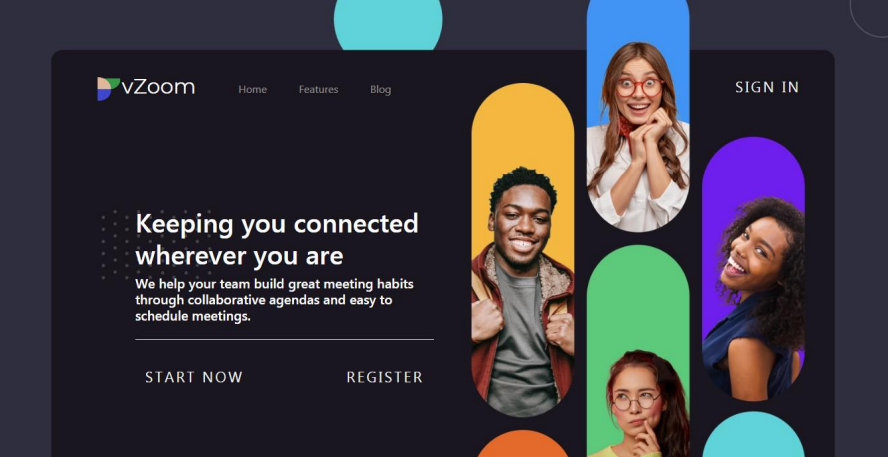 vZoom
Home
Features
Blog
SIGN IN
Keeping you connected
wherever you are
We help your team build great meeting habits
through collaborative agendas and easy to
schedule meetings.
START NOW
REGISTER